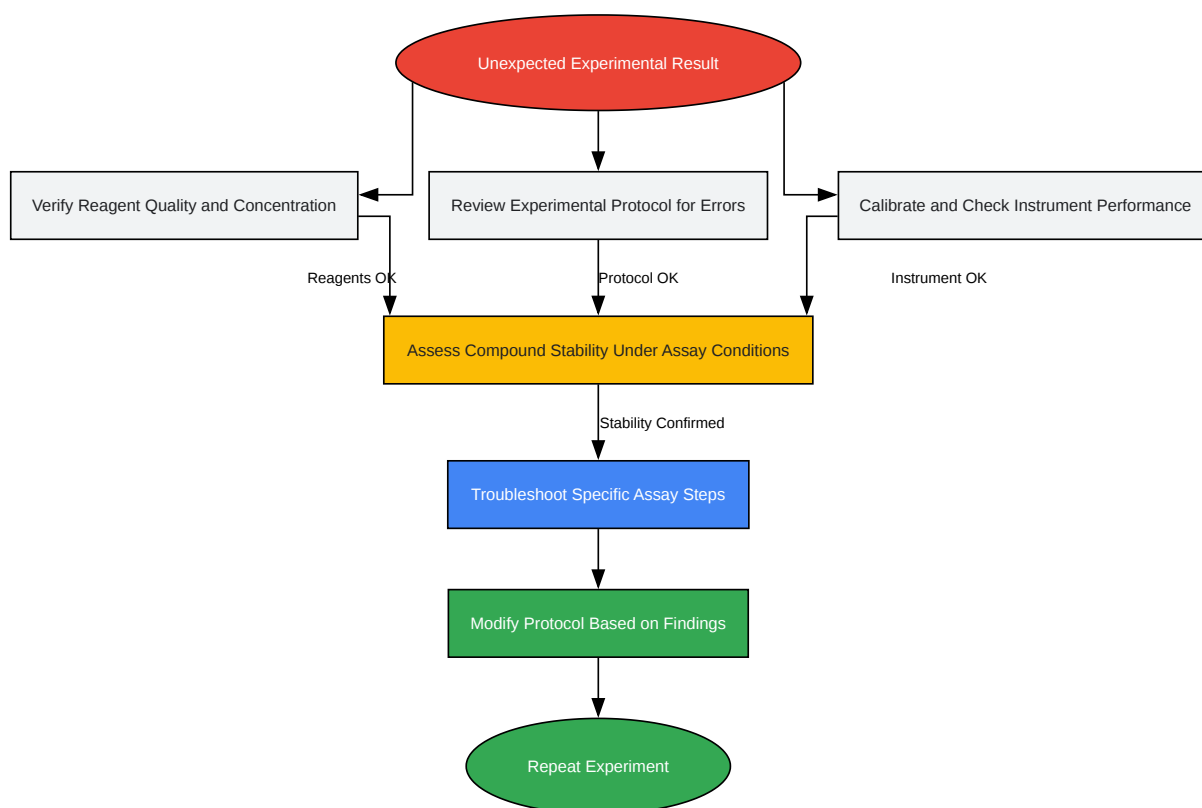 Unexpected Experimental Result
Verify Reagent Quality and Concentration
Review Experimental Protocol for Errors
Calibrate and Check Instrument Performance
Reagents OK
Protocol OK
Instrument OK
Assess Compound Stability Under Assay Conditions
Stability Confirmed
Troubleshoot Specific Assay Steps
Modify Protocol Based on Findings
Repeat Experiment